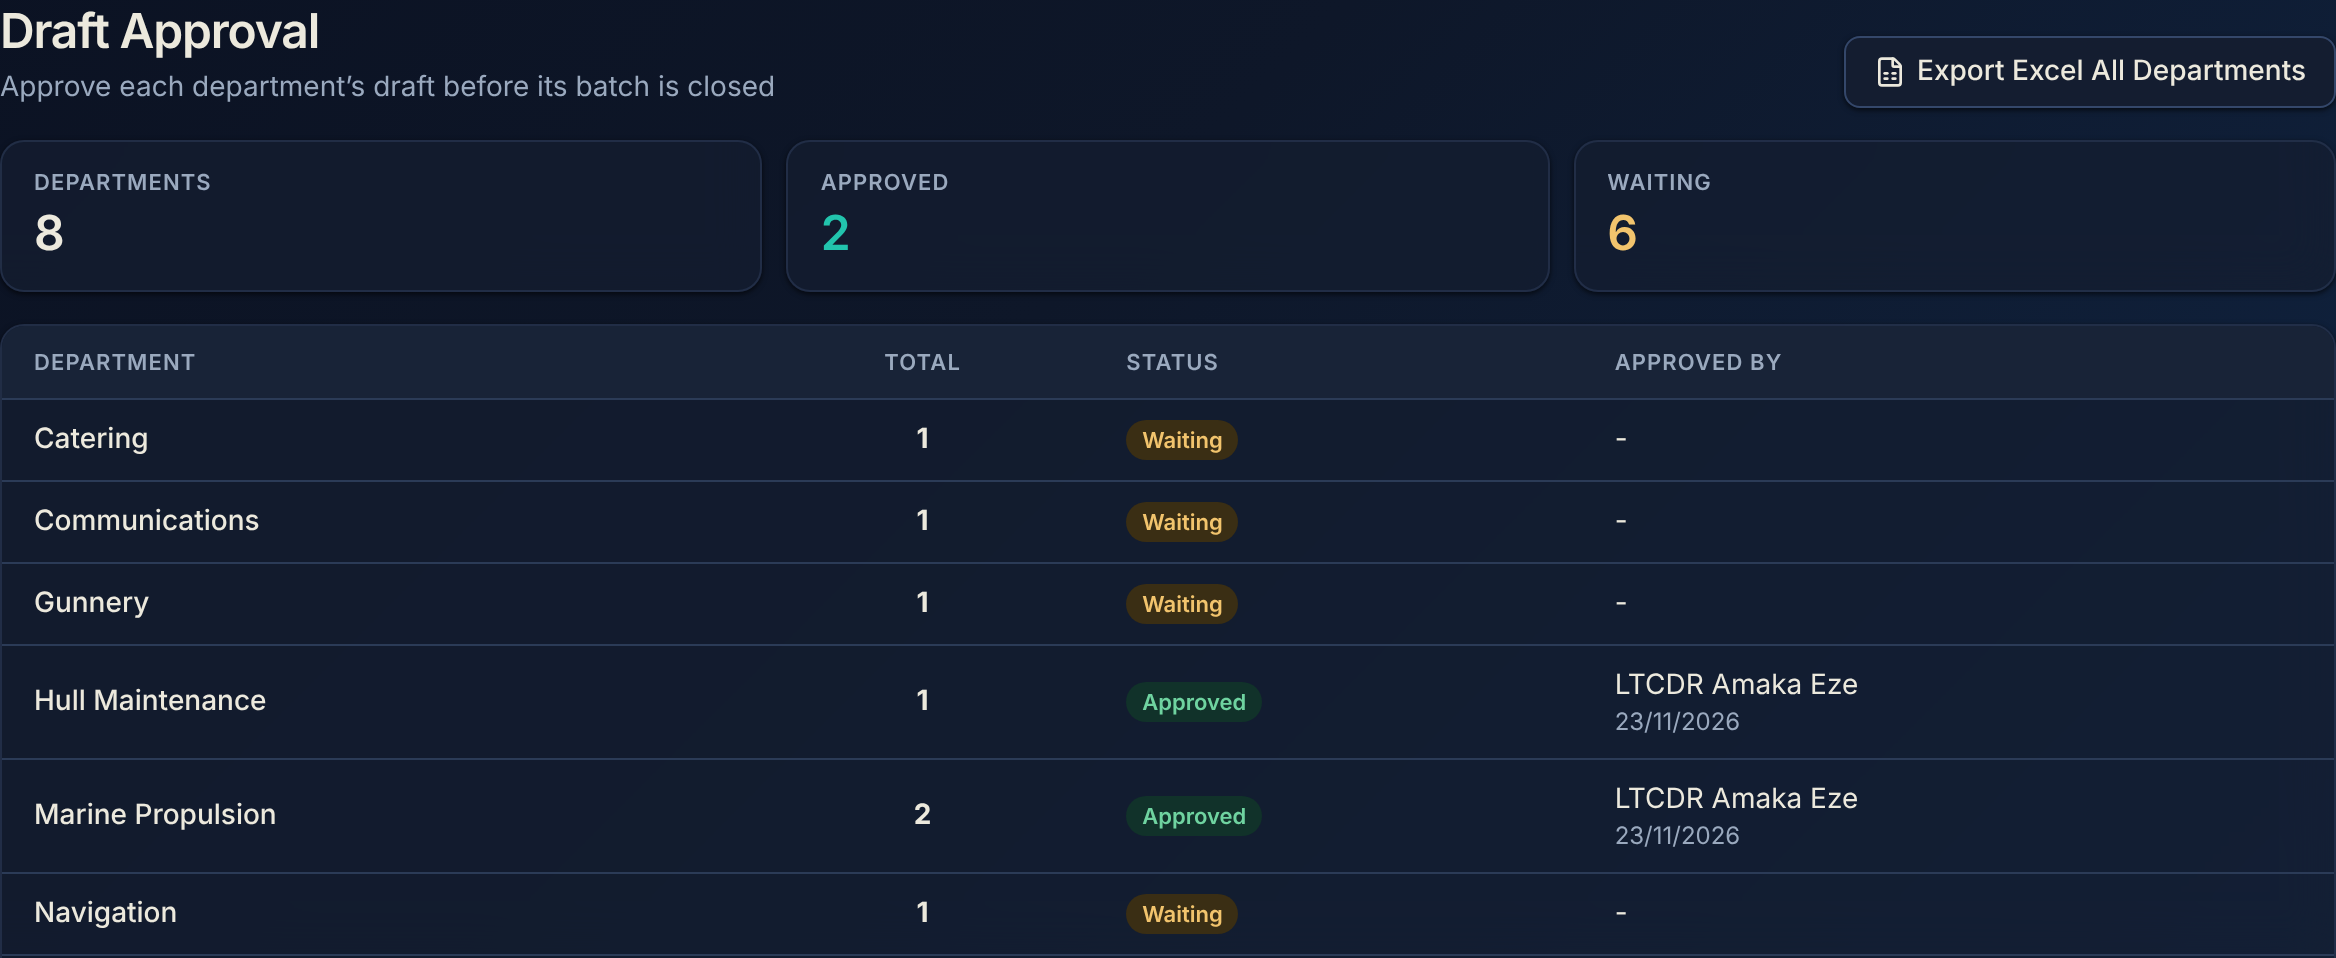 Draft Approval
Approve each department’s draft before its batch is closed
Export Excel All Departments
DEPARTMENTS
8
APPROVED
2
WAITING
6
DEPARTMENT TOTAL STATUS APPROVED BY
Catering 1 Waiting -
Communications 1 Waiting -
Gunnery 1 Waiting -
Hull Maintenance 1 Approved LTCDR Amaka Eze
23/11/2026
Marine Propulsion 2 Approved LTCDR Amaka Eze
23/11/2026
Navigation 1 Waiting -